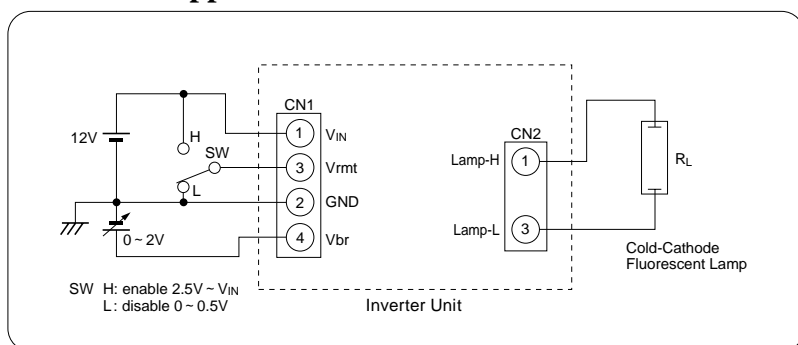 CN1
12V
H
1
VIN
SW
3
Vrmt
L
2
GND
0 ~ 2V
4
Vbr
SW H: enable 2.5V ~ VIN
L: disable 0 ~ 0.5V
Inverter Unit
CN2
Lamp-H
1
Lamp-L
3
RL
Cold-Cathode
Fluorescent Lamp